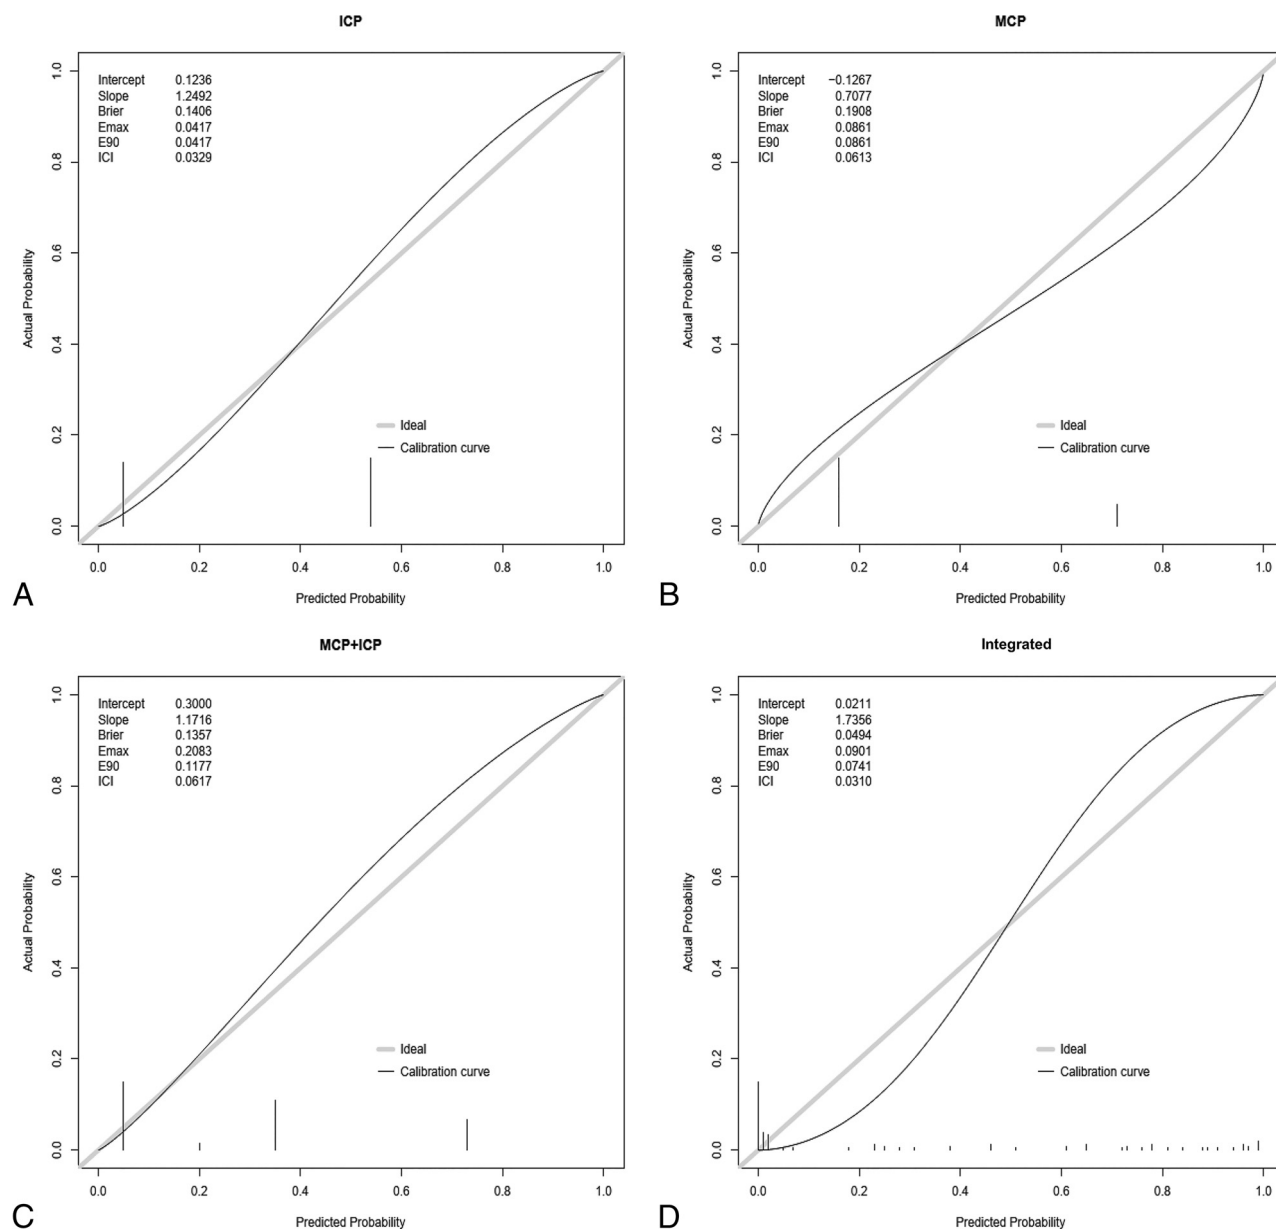 ICP
Intercept 0.1236
Slope 1.2492
Brier 0.1406
Emax 0.0417
E90 0.0417
ICI 0.0329
Actual Probability
1.0
0.8
0.6
0.4
0.2
0.0
Ideal
Calibration curve
0.0 0.2 0.4 0.6 0.8 1.0
Predicted Probability
A
MCP
Intercept −0.1267
Slope 0.7077
Brier 0.1908
Emax 0.0861
E90 0.0861
ICI 0.0613
Actual Probability
1.0
0.8
0.6
0.4
0.2
0.0
Ideal
Calibration curve
0.0 0.2 0.4 0.6 0.8 1.0
Predicted Probability
B
MCP+ICP
Intercept 0.3000
Slope 1.1716
Brier 0.1357
Emax 0.2083
E90 0.1177
ICI 0.0617
Actual Probability
1.0
0.8
0.6
0.4
0.2
0.0
Ideal
Calibration curve
0.0 0.2 0.4 0.6 0.8 1.0
Predicted Probability
C
Integrated
Intercept 0.0211
Slope 1.7356
Brier 0.0494
Emax 0.0901
E90 0.0741
ICI 0.0310
Actual Probability
1.0
0.8
0.6
0.4
0.2
0.0
Ideal
Calibration curve
0.0 0.2 0.4 0.6 0.8 1.0
Predicted Probability
D